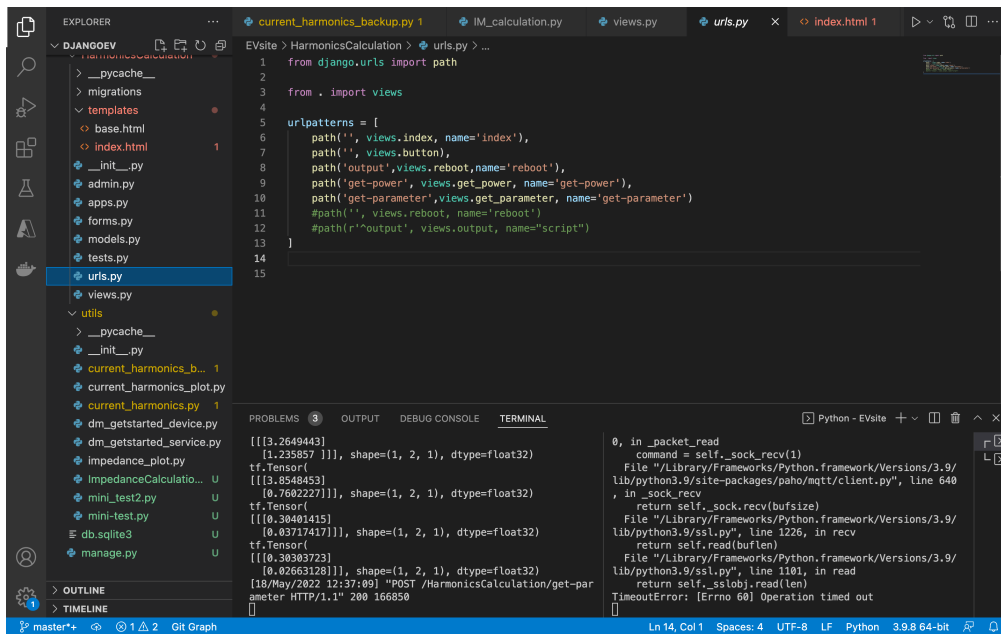 EXPLORER
DJANGOEV
HarmonicsCalculation
__pycache__
migrations
templates
base.html
index.html 1
__init__.py
admin.py
apps.py
forms.py
models.py
tests.py
urls.py
views.py
utils
__pycache__
__init__.py
current_harmonics_b... 1
current_harmonics_plot.py
current_harmonics.py 1
dm_getstarted_device.py
dm_getstarted_service.py
impedance_plot.py
ImpedanceCalculatio... U
mini_test2.py U
mini-test.py U
db.sqlite3 U
manage.py U
OUTLINE
TIMELINE
current_harmonics_backup.py 1 IM_calculation.py views.py urls.py index.html 1
EVsite > HarmonicsCalculation > urls.py > ...
1 from django.urls import path
2
3 from . import views
4
5 urlpatterns = [
6 path('', views.index, name='index'),
7 path('', views.button),
8 path('output',views.reboot,name='reboot'),
9 path('get-power', views.get_power, name='get-power'),
10 path('get-parameter',views.get_parameter, name='get-parameter')
11 #path('', views.reboot, name='reboot')
12 #path(r'^output', views.output, name="script")
13 ]
14
15
PROBLEMS 3 OUTPUT DEBUG CONSOLE TERMINAL Python - EVsite
[[[3.2649443]
[1.235857 ]]], shape=(1, 2, 1), dtype=float32)
tf.Tensor(
[[[3.8548453]
[0.7602227]]], shape=(1, 2, 1), dtype=float32)
tf.Tensor(
[[[0.30401415]
[0.03717417]]], shape=(1, 2, 1), dtype=float32)
tf.Tensor(
[[[0.30303723]
[0.02663128]]], shape=(1, 2, 1), dtype=float32)
[18/May/2022 12:37:09] "POST /HarmonicsCalculation/get-par
ameter HTTP/1.1" 200 166850
0, in _packet_read
command = self._sock_recv(1)
File "/Library/Frameworks/Python.framework/Versions/3.9/
lib/python3.9/site-packages/paho/mqtt/client.py", line 640
, in _sock_recv
return self._sock.recv(bufsize)
File "/Library/Frameworks/Python.framework/Versions/3.9/
lib/python3.9/ssl.py", line 1226, in recv
return self.read(buflen)
File "/Library/Frameworks/Python.framework/Versions/3.9/
lib/python3.9/ssl.py", line 1101, in read
return self._sslobj.read(len)
TimeoutError: [Errno 60] Operation timed out
1
master*+ 1 2 Git Graph Ln 14, Col 1 Spaces: 4 UTF-8 LF Python 3.9.8 64-bit